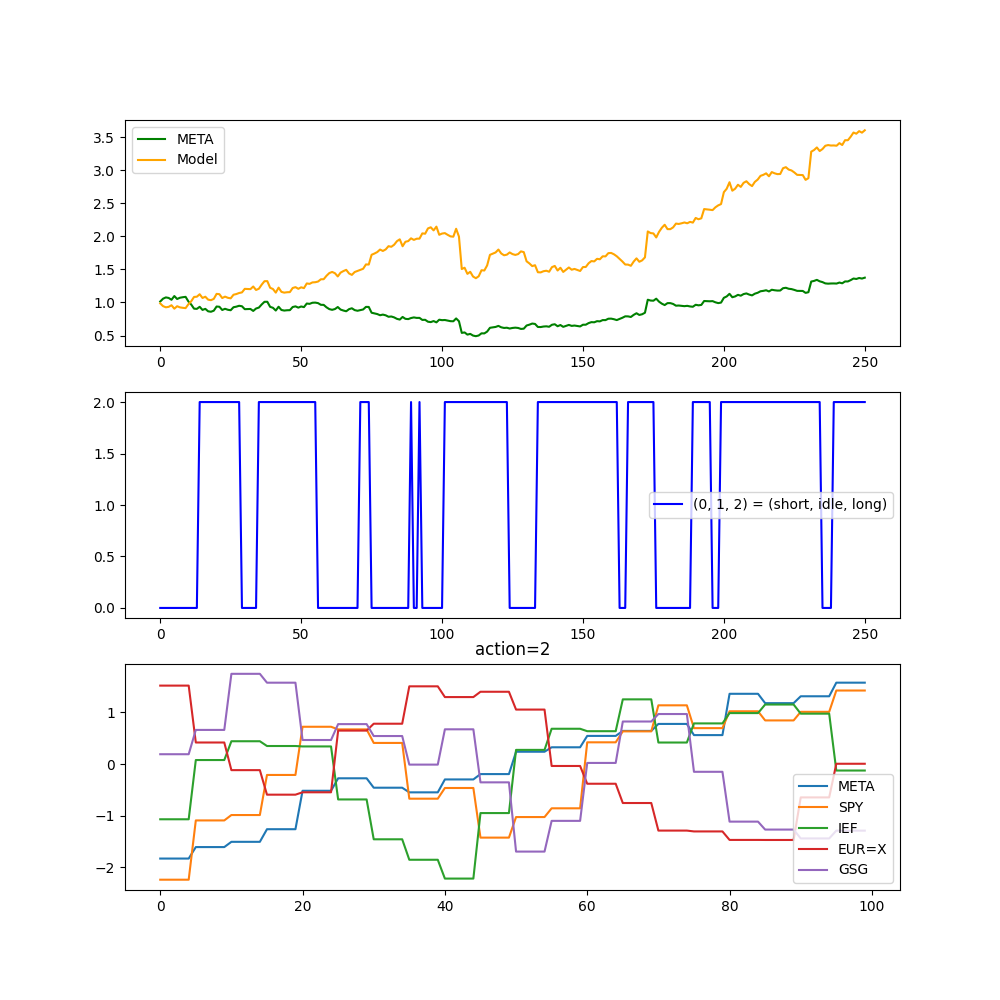 3.5
META
Model
3.0
2.5
2.0
1.5
1.0
0.5
0 50 100 150 200 250
2.0
1.5
1.0
(0, 1, 2) = (short, idle, long)
0.5
0.0
0 50 100 150 200 250
action=2
1
0
−1
−2
META
SPY
IEF
EUR=X
GSG
0 20 40 60 80 100